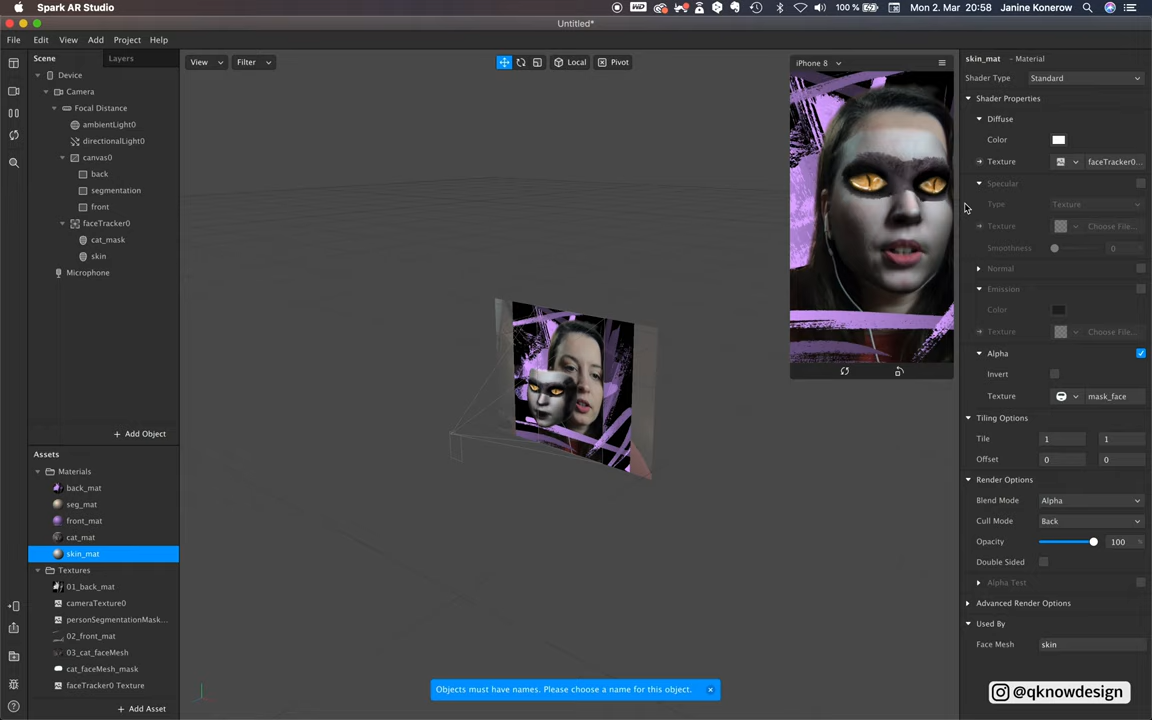 Spark AR Studio
100 %
Mon 2. Mar 20:58
Janine Konerow
Untitled*
File
Edit
View
Add
Project
Help
Scene
Layers
Device
Camera
Focal Distance
ambientLight0
directionalLight0
canvas0
back
segmentation
front
faceTracker0
cat_mask
skin
Microphone
+ Add Object
Assets
Materials
back_mat
seg_mat
front_mat
cat_mat
skin_mat
Textures
01_back_mat
cameraTexture0
personSegmentationMask...
02_front_mat
03_cat_faceMesh
cat_faceMesh_mask
faceTracker0 Texture
+ Add Asset
View
Filter
Local
Pivot
iPhone 8
Objects must have names. Please choose a name for this object.
skin_mat – Material
Shader Type Standard
Shader Properties
Diffuse
Color
Texture faceTracker0...
Specular
Type Texture
Texture Choose File...
Smoothness 0
Normal
Emission
Color
Texture Choose File...
Alpha
Invert
Texture mask_face
Tiling Options
Tile 1 1
Offset 0 0
Render Options
Blend Mode Alpha
Cull Mode Back
Opacity 100 %
Double Sided
Alpha Test
Advanced Render Options
Used By
Face Mesh skin
@qknowdesign